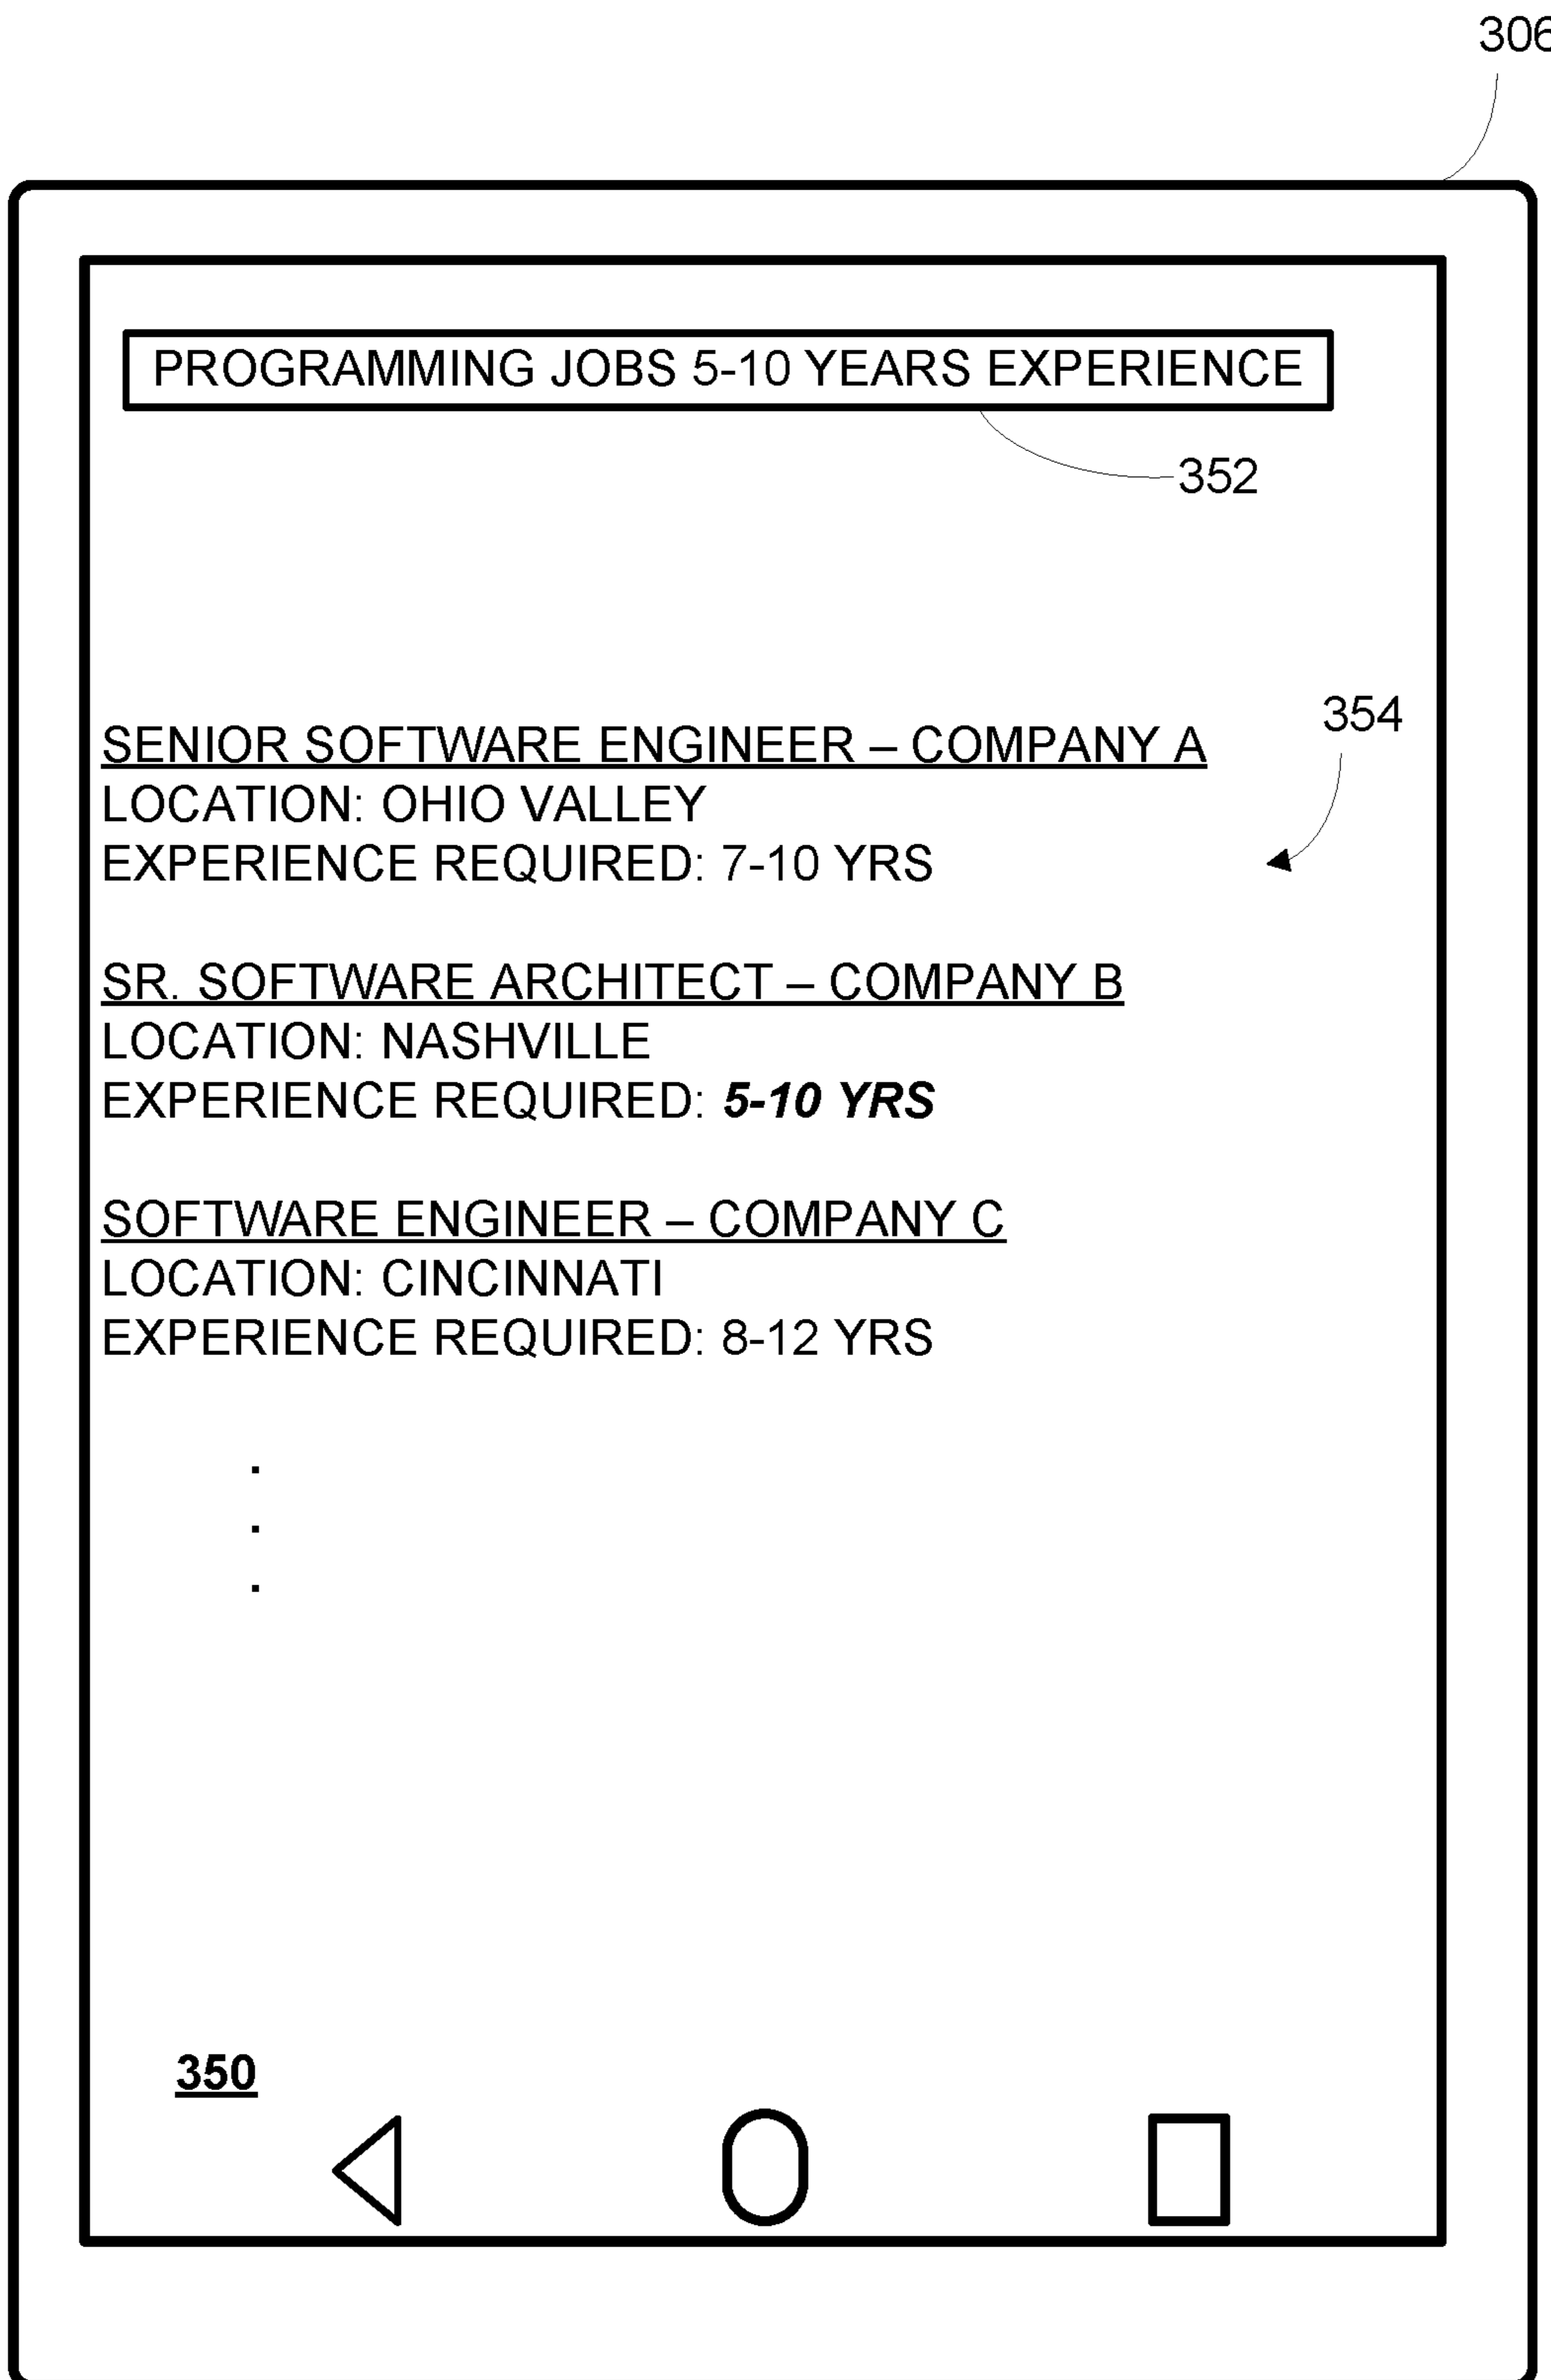 306
PROGRAMMING JOBS 5-10 YEARS EXPERIENCE
352
354
SENIOR SOFTWARE ENGINEER – COMPANY A
LOCATION: OHIO VALLEY
EXPERIENCE REQUIRED: 7-10 YRS
SR. SOFTWARE ARCHITECT – COMPANY B
LOCATION: NASHVILLE
EXPERIENCE REQUIRED: 5-10 YRS
SOFTWARE ENGINEER – COMPANY C
LOCATION: CINCINNATI
EXPERIENCE REQUIRED: 8-12 YRS
.
.
.
350